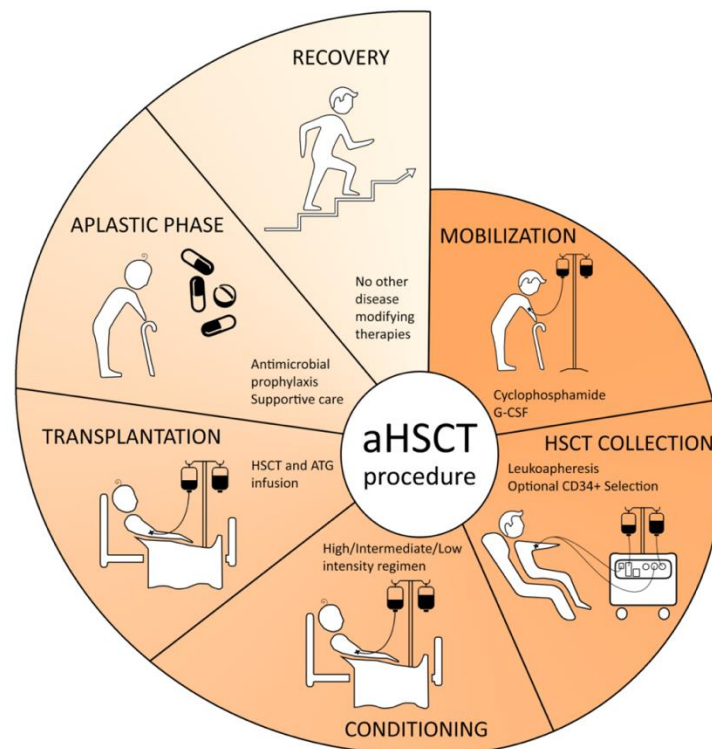 aHSCT
procedure
MOBILIZATION
Cyclophosphamide
G-CSF
HSCT COLLECTION
Leukoapheresis
Optional CD34+ Selection
CONDITIONING
High/Intermediate/Low
intensity regimen
TRANSPLANTATION
HSCT and ATG
infusion
APLASTIC PHASE
Antimicrobial
prophylaxis
Supportive care
RECOVERY
No other
disease
modifying
therapies